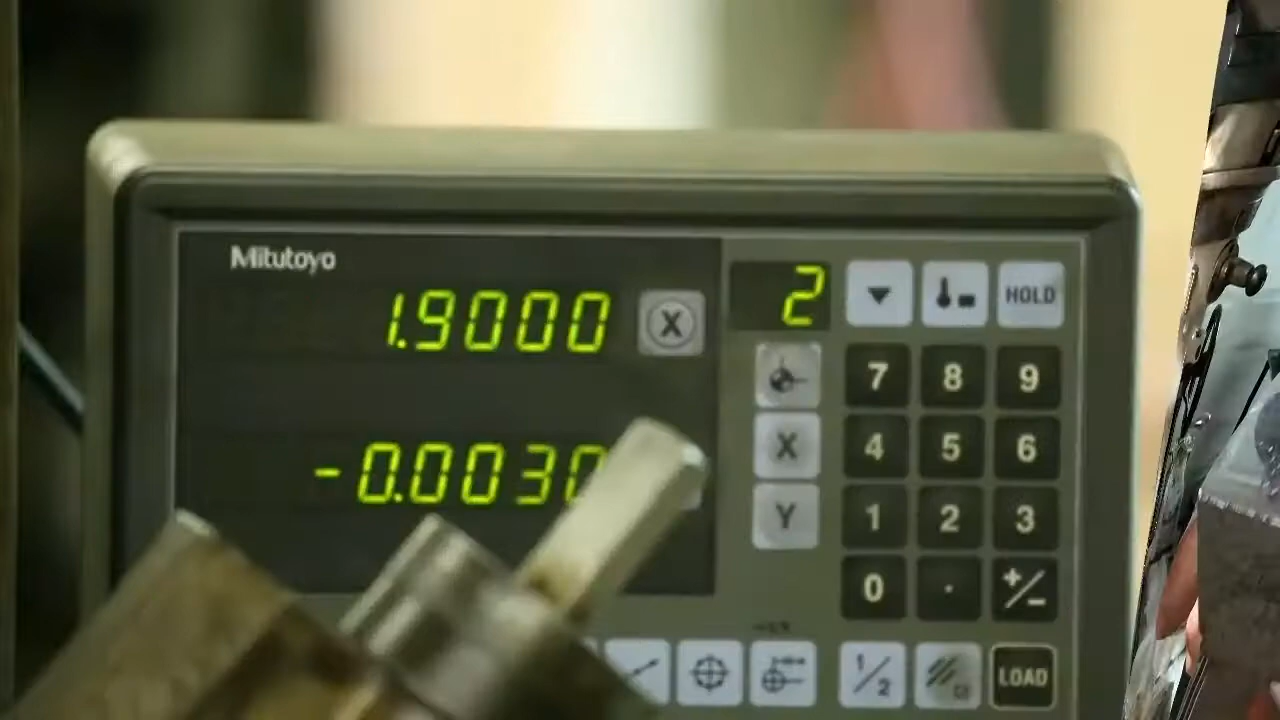 Mitutoyo
1.9000 X 2 HOLD
7 8 9
-0.0030 X 4 5 6
Y 1 2 3
0 . +/-
1/2 LOAD